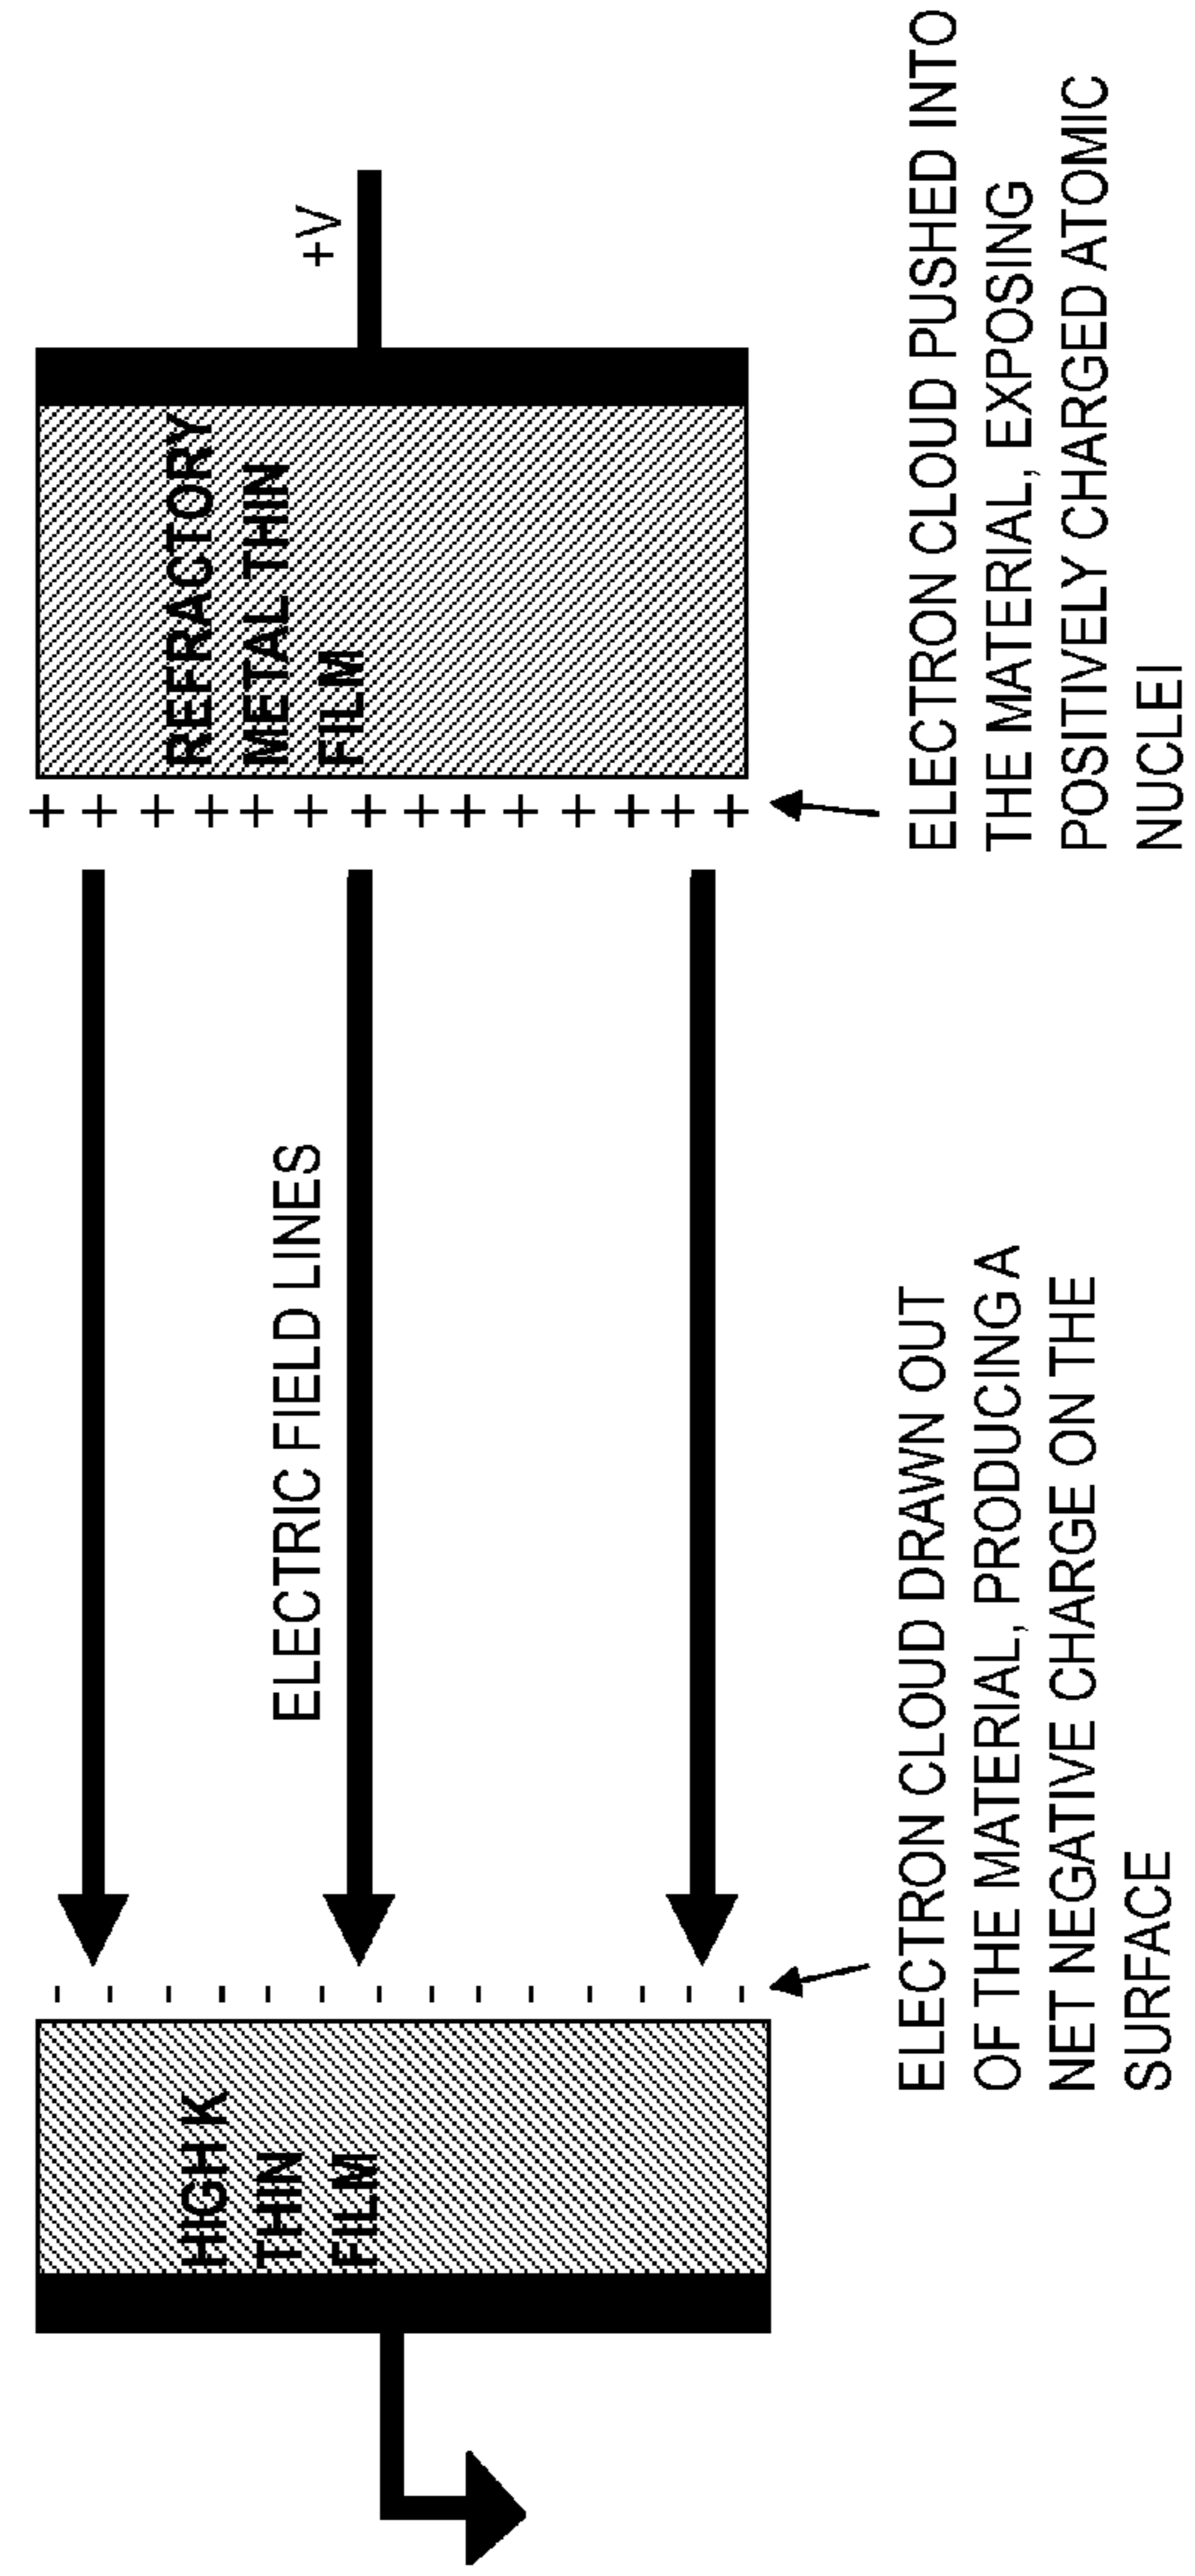 HIGH K
THIN
FILM
ELECTRIC FIELD LINES
REFRACTORY
METAL THIN
FILM
+V
ELECTRON CLOUD DRAWN OUT
OF THE MATERIAL, PRODUCING A
NET NEGATIVE CHARGE ON THE
SURFACE
ELECTRON CLOUD PUSHED INTO
THE MATERIAL, EXPOSING
POSITIVELY CHARGED ATOMIC
NUCLEI